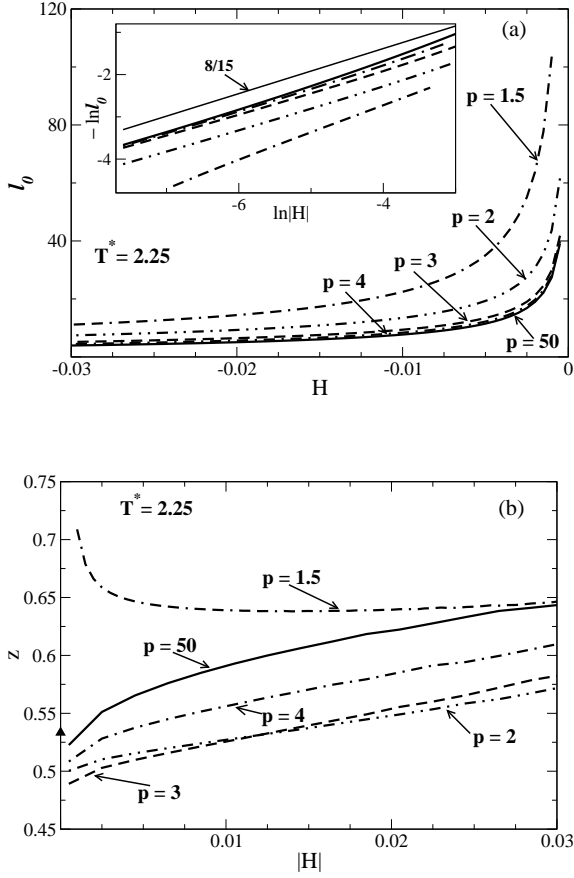 120
80
40
0
l₀
(a)
8/15
-2
-4
− lnl₀
-6
-4
ln|H|
p = 1.5
p = 2
p = 3
p = 4
p = 50
T* = 2.25
-0.03
-0.02
-0.01
0
H
0.75
0.7
0.65
0.6
0.55
0.5
0.45
z
T* = 2.25
(b)
p = 1.5
p = 50
p = 4
p = 2
p = 3
0.01
0.02
0.03
|H|